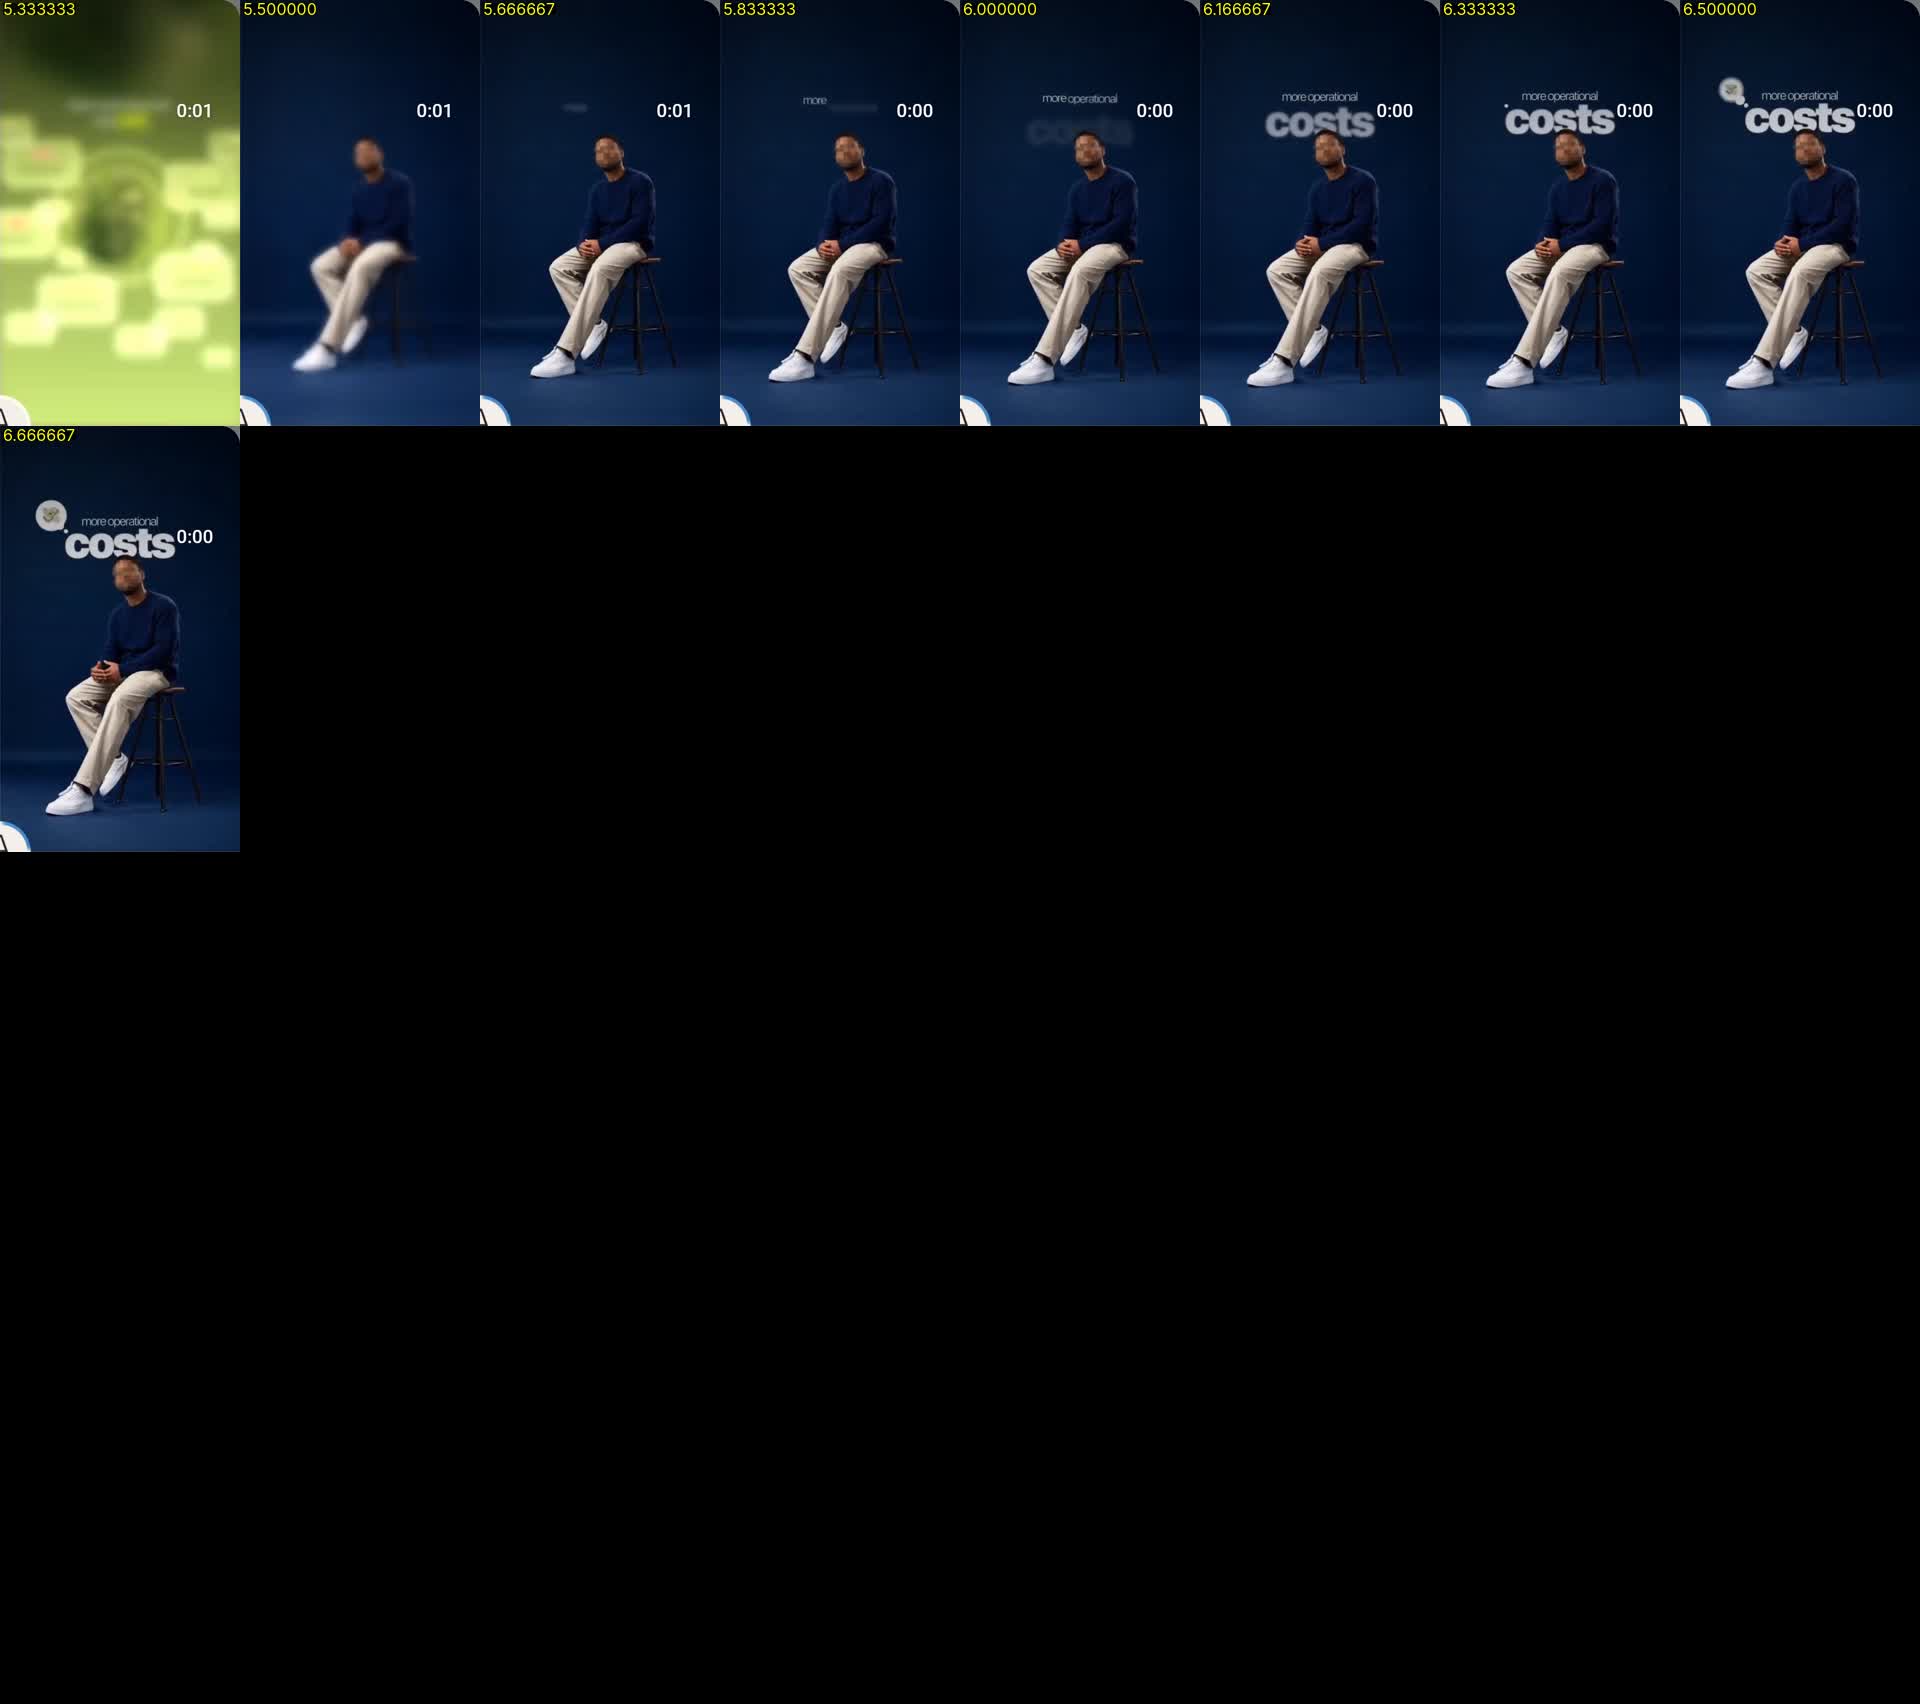 5.333333
5.500000
5.666667
5.833333
6.000000
6.166667
6.333333
6.500000
0:01
0:01
0:01
more
0:00
more operational
costs
0:00
more operational
costs
0:00
more operational
costs
0:00
more operational
costs
0:00
6.666667
more operational
costs
0:00